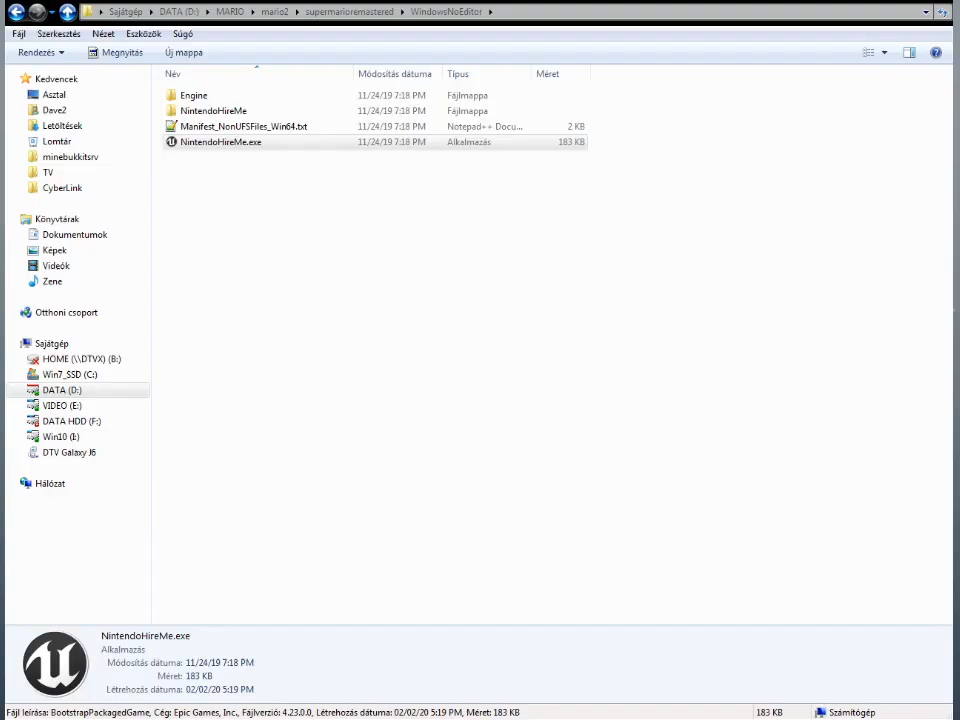 Sajátgép ▸ DATA (D:) ▸ MARIO ▸ mario2 ▸ supermarioremastered ▸ WindowsNoEditor ▸
Fájl Szerkesztés Nézet Eszközök Súgó
Rendezés Megnyitás Új mappa
Név Módosítás dátuma Típus Méret
Engine 11/24/19 7:18 PM Fájlmappa
NintendoHireMe 11/24/19 7:18 PM Fájlmappa
Manifest_NonUFSFiles_Win64.txt 11/24/19 7:18 PM Notepad++ Docu... 2 KB
NintendoHireMe.exe 11/24/19 7:18 PM Alkalmazás 183 KB
Kedvencek
Asztal
Dave2
Letöltések
Lomtár
minebukkitsrv
TV
CyberLink
Könyvtárak
Dokumentumok
Képek
Videók
Zene
Otthoni csoport
Sajátgép
HOME (\\DTVX) (B:)
Win7_SSD (C:)
DATA (D:)
VIDEO (E:)
DATA HDD (F:)
Win10 (I:)
DTV Galaxy J6
Hálózat
NintendoHireMe.exe
Alkalmazás
Módosítás dátuma: 11/24/19 7:18 PM
Méret: 183 KB
Létrehozás dátuma: 02/02/20 5:19 PM
Fájl leírása: BootstrapPackagedGame, Cég: Epic Games, Inc., Fájlverzió: 4.23.0.0, Létrehozás dátuma: 02/02/20 5:19 PM, Méret: 183 KB 183 KB Számítógép